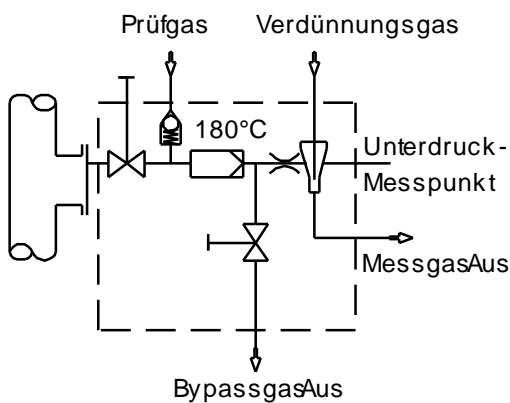 Prüfgas
Verdünnungsgas
180°C
Unterdruck-
Messpunkt
MessgasAus
BypassgasAus